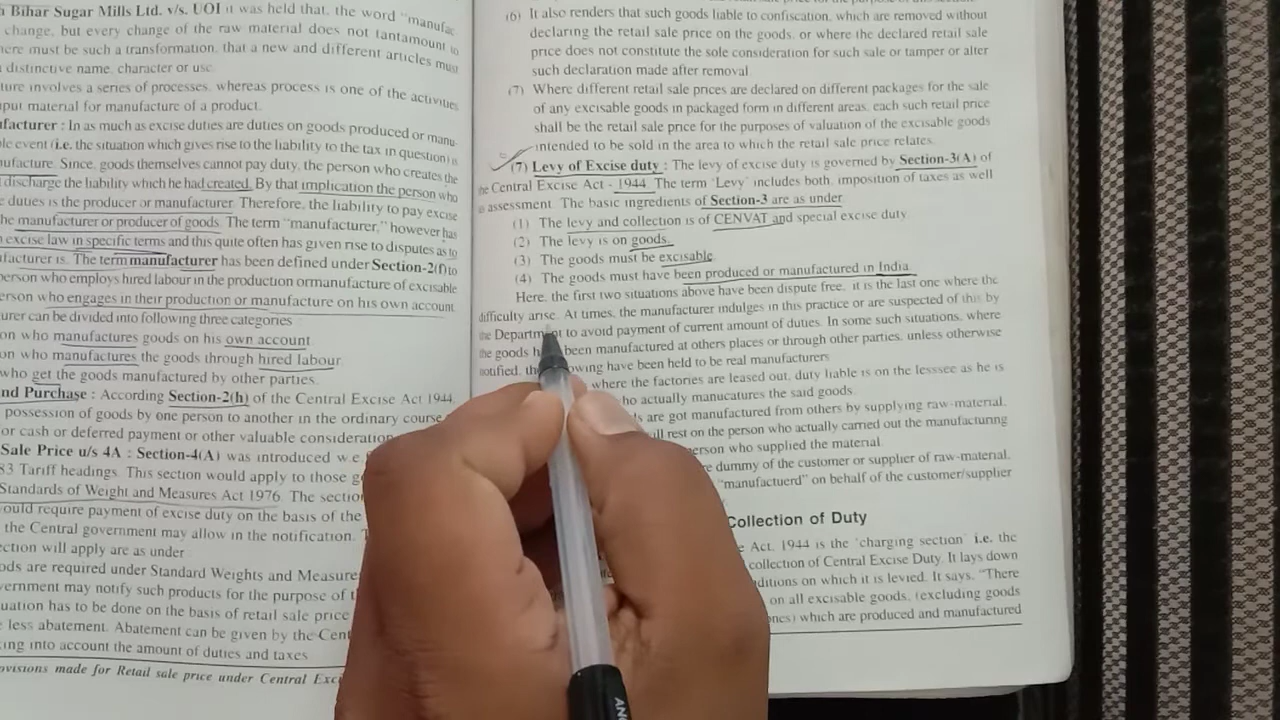 Bihar Sugar Mills Ltd. v/s. UOI it was held that, the word "manufac
change, but every change of the raw material does not tantamount to
here must be such a transformation, that a new and different articles must
distinctive name, character or use.
ture involves a series of processes, whereas process is one of the activities
input material for manufacture of a product.
facturer : In as much as excise duties are duties on goods produced or manu-
le event (i.e. the situation which gives rise to the liability to the tax in question) is
nufacture. Since, goods themselves cannot pay duty, the person who creates the
discharge the liability which he had created. By that implication the person who
e duties is the producer or manufacturer. Therefore, the liability to pay excise
he manufacturer or producer of goods. The term "manufacturer," however has
excise law in specific terms and this quite often has given rise to disputes as to
facturer is. The term manufacturer has been defined under Section-2(f)to
erson who employs hired labour in the production ormanufacture of excisable
erson who engages in their production or manufacture on his own account.
urer can be divided into following three categories
on who manufactures goods on his own account.
on who manufactures the goods through hired labour.
who get the goods manufactured by other parties.
nd Purchase : According Section-2(h) of the Central Excise Act 1944,
possession of goods by one person to another in the ordinary course
or cash or deferred payment or other valuable consideration
Sale Price u/s 4A : Section-4(A) was introduced w.e.
83 Tariff headings. This section would apply to those g
Standards of Weight and Measures Act 1976. The sectio
ould require payment of excise duty on the basis of the
the Central government may allow in the notification. T
ection will apply are as under
ods are required under Standard Weights and Measure
vernment may notify such products for the purpose of t
uation has to be done on the basis of retail sale price
less abatement. Abatement can be given by the Cent
king into account the amount of duties and taxes
ovisions made for Retail sale price under Central Exc
(6) It also renders that such goods liable to confiscation, which are removed without
declaring the retail sale price on the goods, or where the declared retail sale
price does not constitute the sole consideration for such sale or tamper or alter
such declaration made after removal.
(7) Where different retail sale prices are declared on different packages for the sale
of any excisable goods in packaged form in different areas, each such retail price
shall be the retail sale price for the purposes of valuation of the excisable goods
intended to be sold in the area to which the retail sale price relates.
(7) Levy of Excise duty : The levy of excise duty is governed by Section-3(A) of
the Central Excise Act - 1944. The term 'Levy' includes both, imposition of taxes as well
as assessment. The basic ingredients of Section-3 are as under.
(1) The levy and collection is of CENVAT and special excise duty.
(2) The levy is on goods.
(3) The goods must be excisable.
(4) The goods must have been produced or manufactured in India.
Here, the first two situations above have been dispute free, it is the last one where the
difficulty arise. At times, the manufacturer indulges in this practice or are suspected of this by
the Department to avoid payment of current amount of duties. In some such situations, where
the goods been manufactured at others places or through other parties, unless otherwise
notified, the owing have been held to be real manufacturers
where the factories are leased out, duty liable is on the lesssee as he is
ho actually manucatures the said goods.
s are got manufactured from others by supplying raw-material,
ll rest on the person who actually carried out the manufacturing
erson who supplied the material.
re dummy of the customer or supplier of raw-material,
"manufactuerd" on behalf of the customer/supplier
Collection of Duty
e Act, 1944 is the 'charging section' i.e. the
collection of Central Excise Duty. It lays down
ditions on which it is levied. It says, "There
on all excisable goods, (excluding goods
ones) which are produced and manufactured